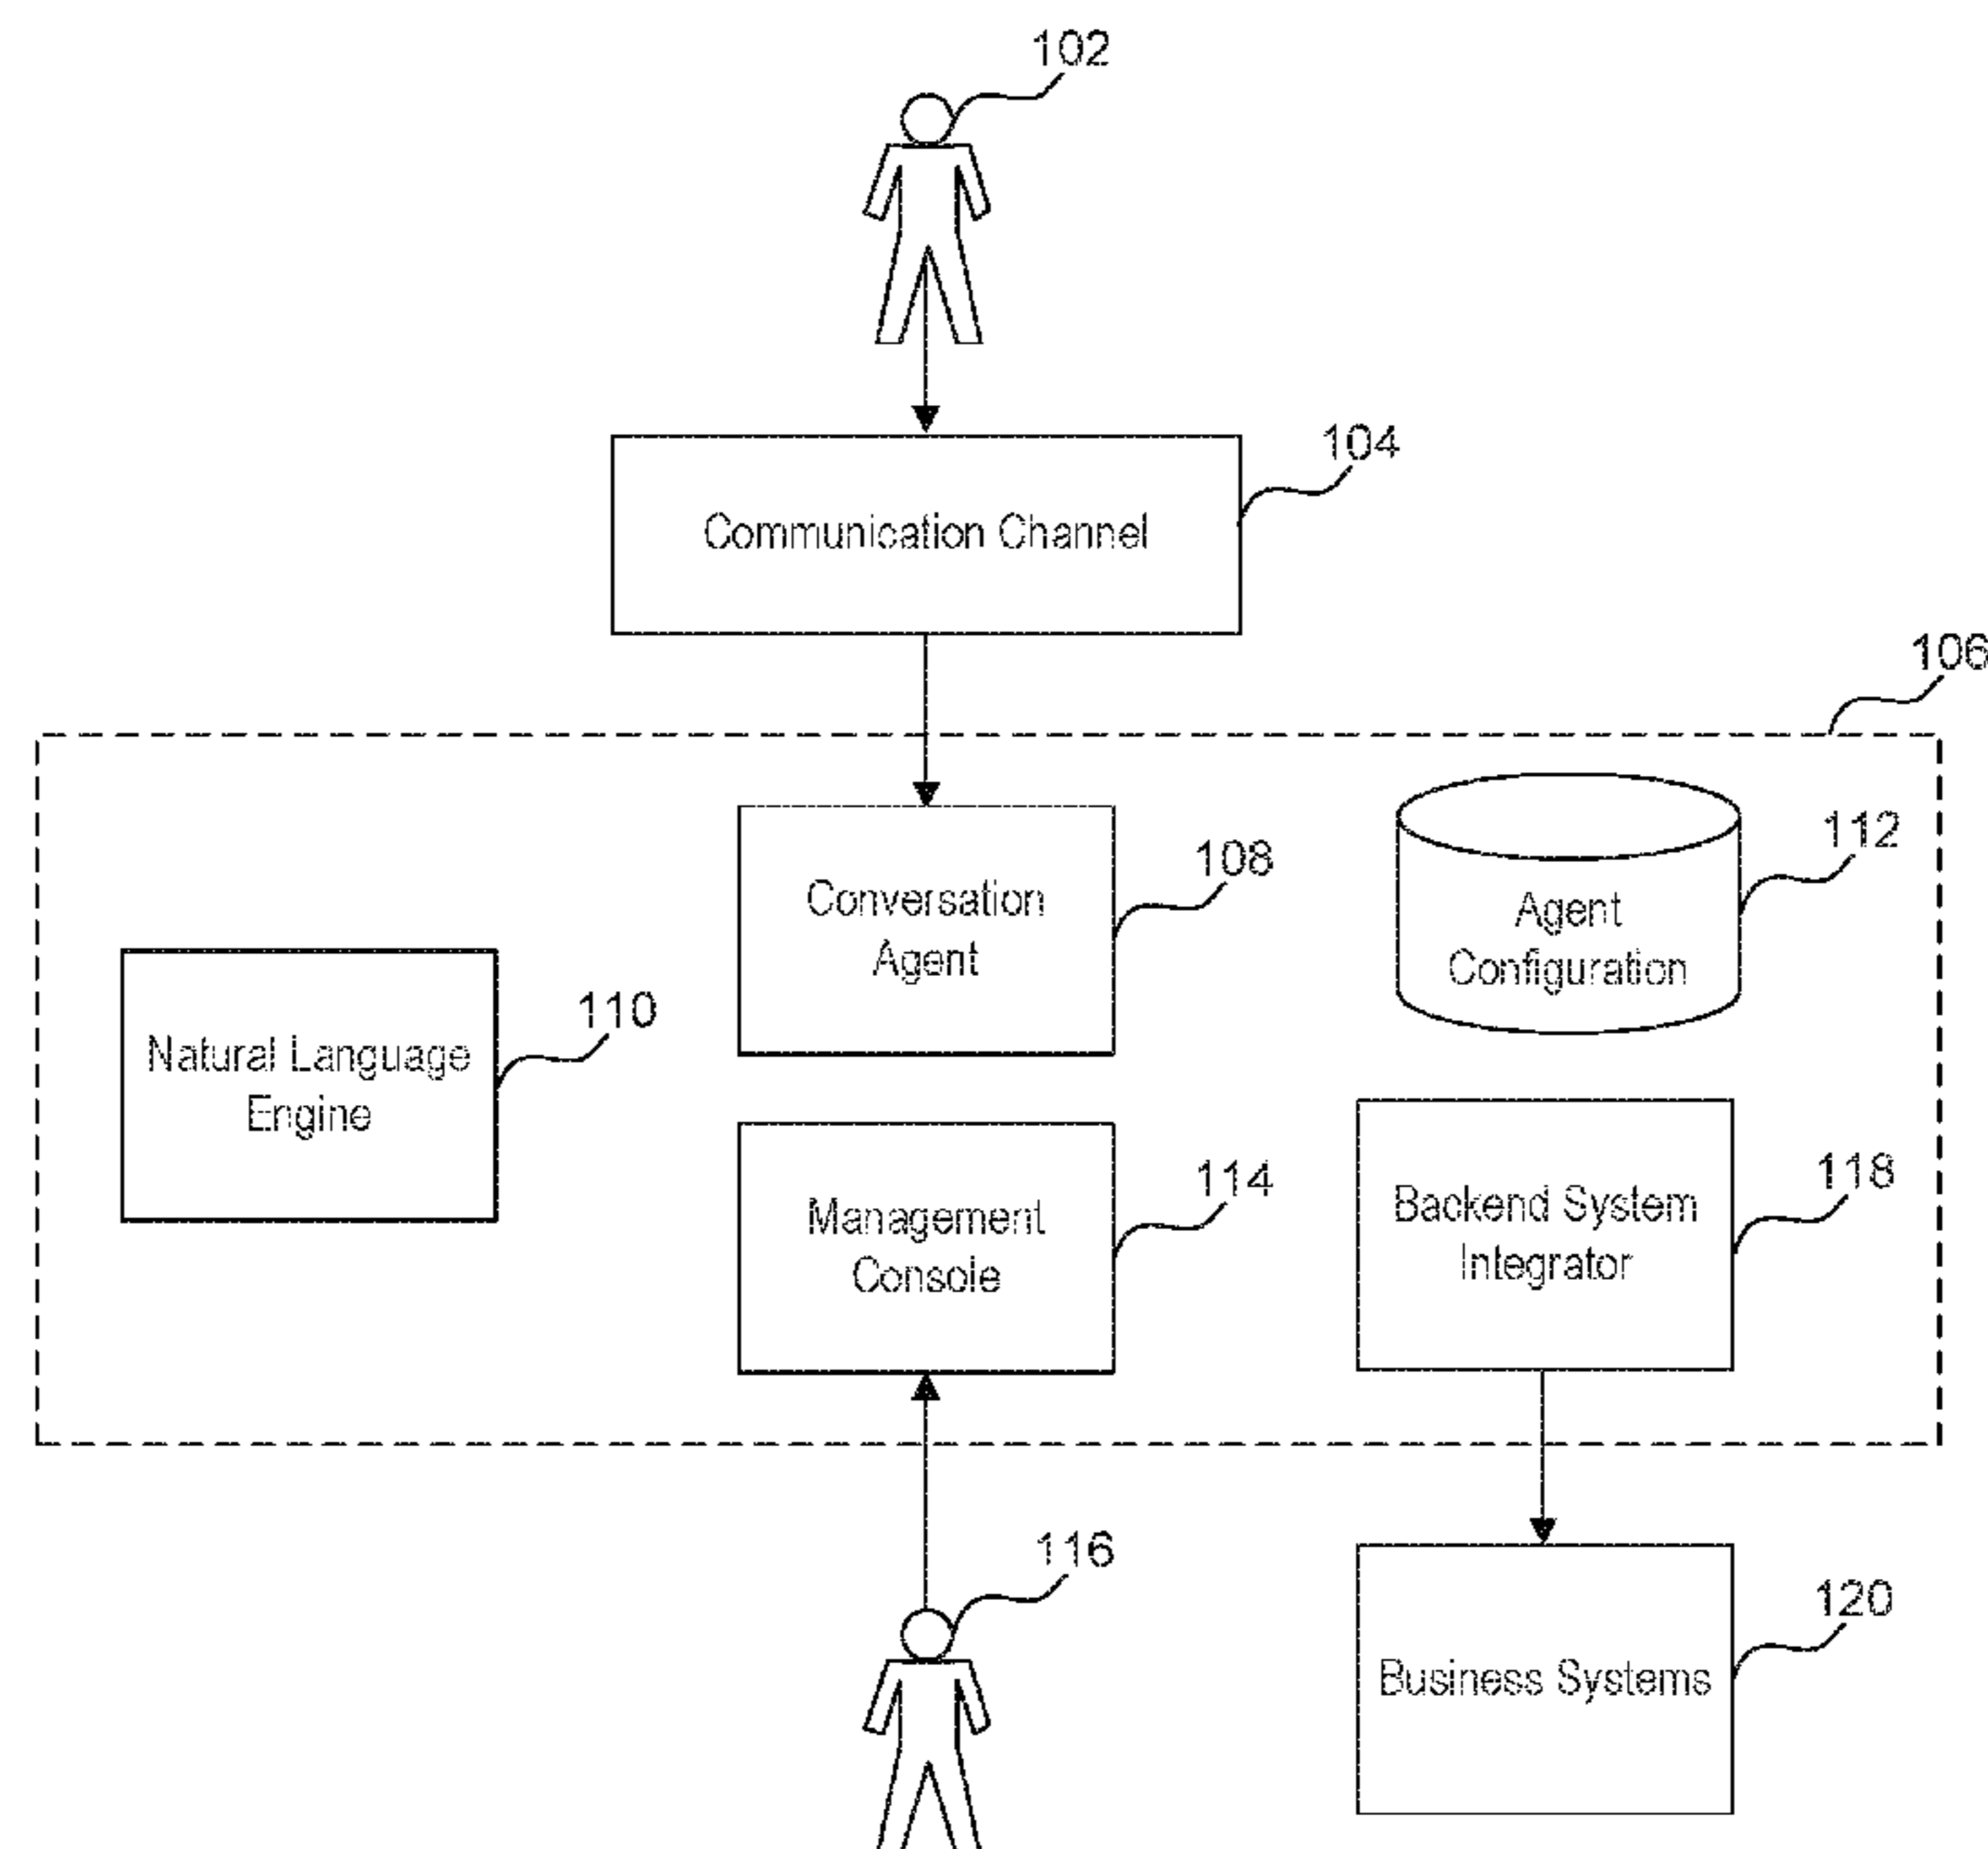 102
104
Communication Channel
106
112
108
Conversation
Agent
Agent
Configuration
110
Natural Language
Engine
114
118
Management
Console
Backend System
Integrator
116
120
Business Systems